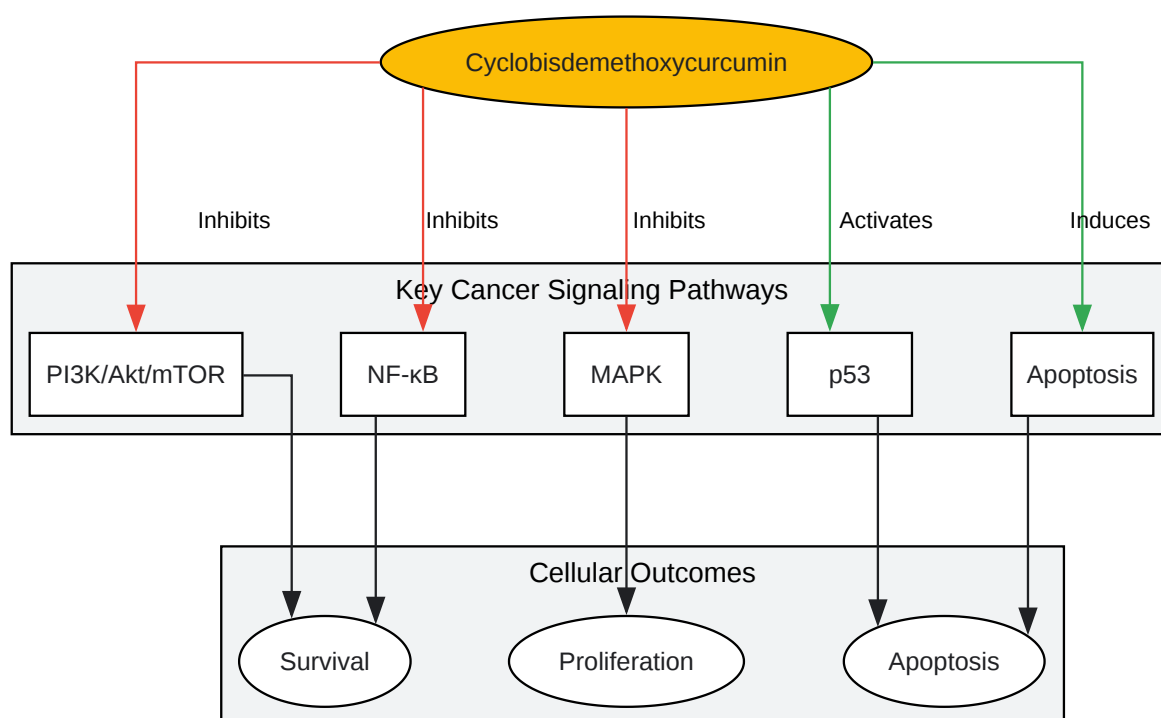 Cyclobisdemethoxycurcumin
Inhibits
Inhibits
Inhibits
Activates
Induces
Key Cancer Signaling Pathways
PI3K/Akt/mTOR
NF-κB
MAPK
p53
Apoptosis
Cellular Outcomes
Survival
Proliferation
Apoptosis